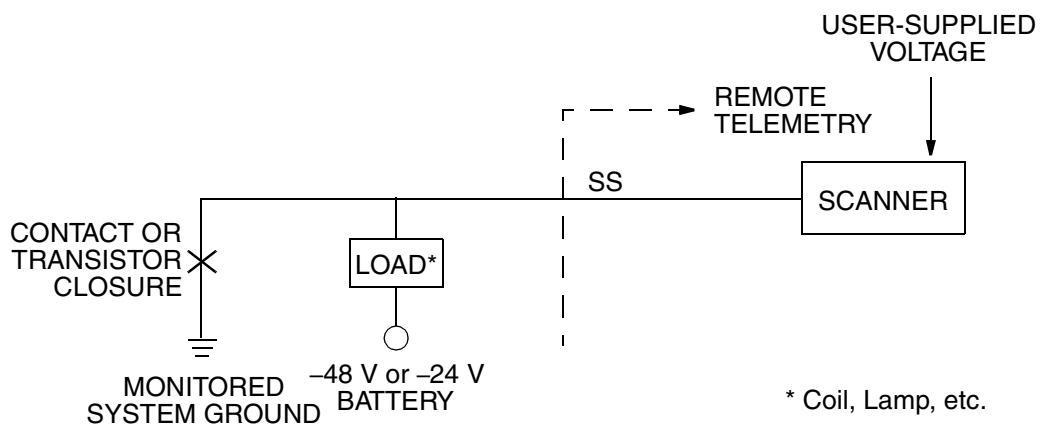 USER-SUPPLIED
VOLTAGE
REMOTE
TELEMETRY
SS
SCANNER
CONTACT OR
TRANSISTOR
CLOSURE
LOAD*
MONITORED
SYSTEM GROUND
–48 V or –24 V
BATTERY
* Coil, Lamp, etc.